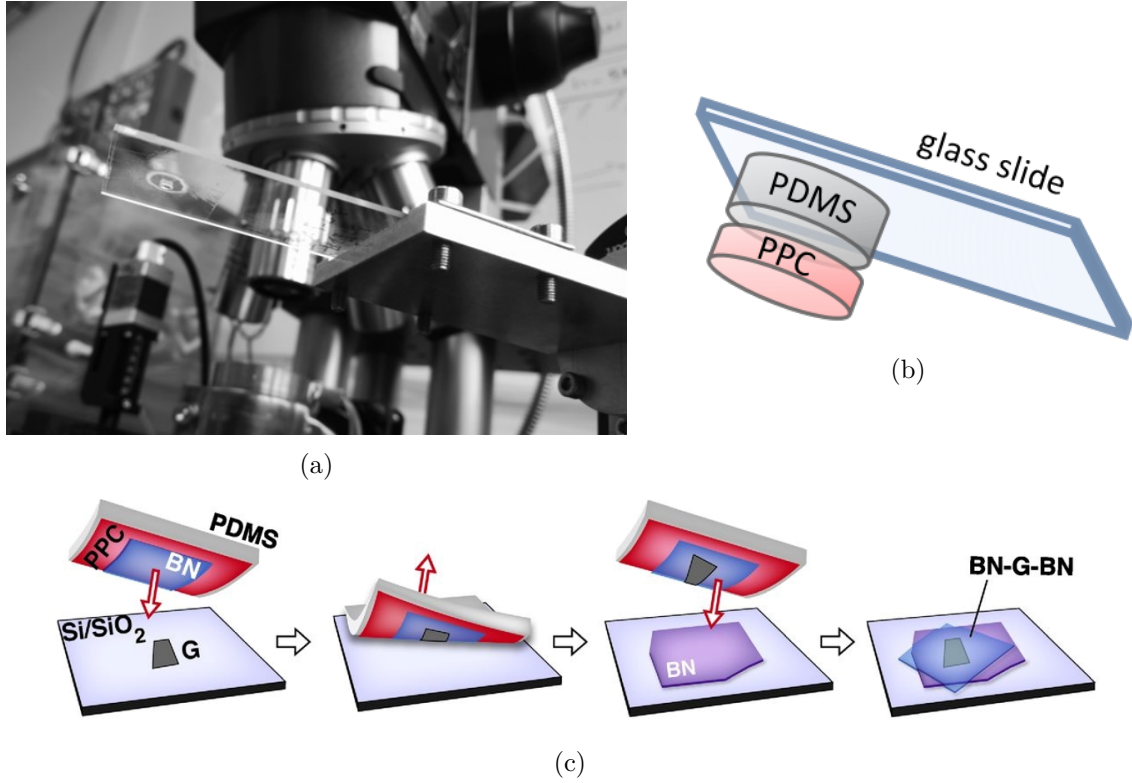 glass slide
PDMS
PPC
(b)
(a)
PDMS
PPC
BN
Si/SiO2
G
BN
BN-G-BN
(c)